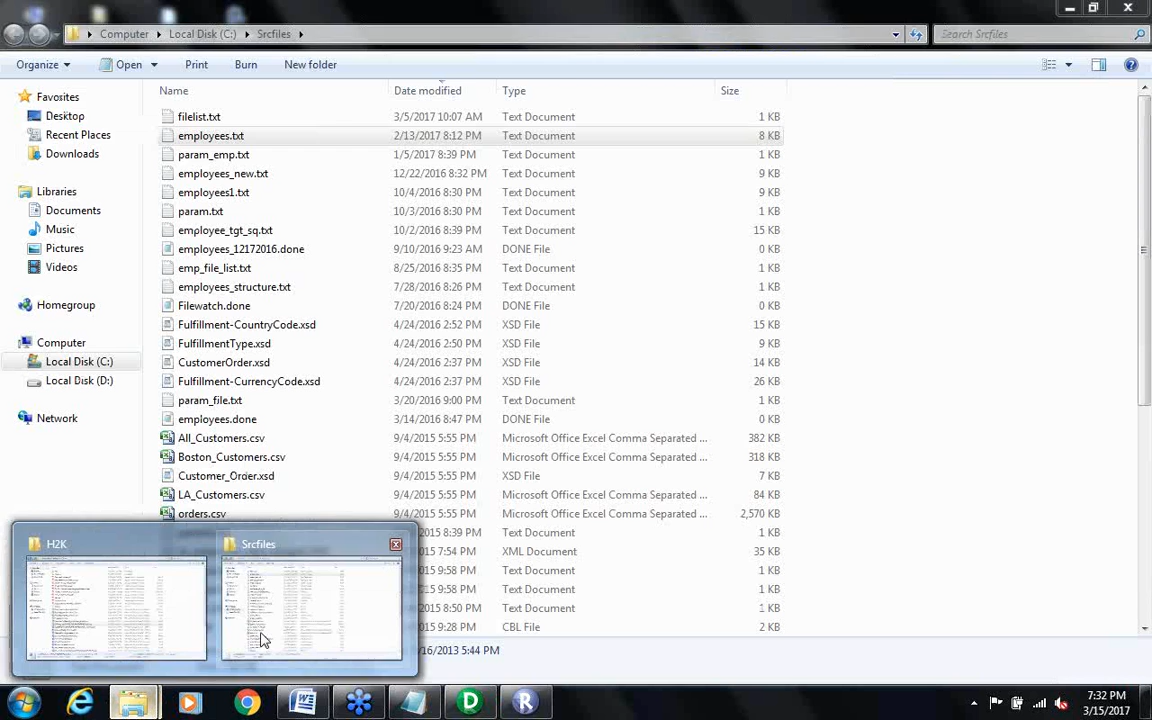 Computer Local Disk (C:) Srcfiles Search Srcfiles
Organize Open Print Burn New folder
Name Date modified Type Size
Favorites
Desktop
Recent Places
Downloads
Libraries
Documents
Music
Pictures
Videos
Homegroup
Computer
Local Disk (C:)
Local Disk (D:)
Network
filelist.txt 3/5/2017 10:07 AM Text Document 1 KB
employees.txt 2/13/2017 8:12 PM Text Document 8 KB
param_emp.txt 1/5/2017 8:39 PM Text Document 1 KB
employees_new.txt 12/22/2016 8:32 PM Text Document 9 KB
employees1.txt 10/4/2016 8:30 PM Text Document 9 KB
param.txt 10/3/2016 8:30 PM Text Document 1 KB
employee_tgt_sq.txt 10/2/2016 8:39 PM Text Document 15 KB
employees_12172016.done 9/10/2016 9:23 AM DONE File 0 KB
emp_file_list.txt 8/25/2016 8:35 PM Text Document 1 KB
employees_structure.txt 7/28/2016 8:26 PM Text Document 1 KB
Filewatch.done 7/20/2016 8:24 PM DONE File 0 KB
Fulfillment-CountryCode.xsd 4/24/2016 2:52 PM XSD File 15 KB
FulfillmentType.xsd 4/24/2016 2:50 PM XSD File 9 KB
CustomerOrder.xsd 4/24/2016 2:37 PM XSD File 14 KB
Fulfillment-CurrencyCode.xsd 4/24/2016 2:37 PM XSD File 26 KB
param_file.txt 3/20/2016 9:00 PM Text Document 1 KB
employees.done 3/14/2016 8:47 PM DONE File 0 KB
All_Customers.csv 9/4/2015 5:55 PM Microsoft Office Excel Comma Separated ... 382 KB
Boston_Customers.csv 9/4/2015 5:55 PM Microsoft Office Excel Comma Separated ... 318 KB
Customer_Order.xsd 9/4/2015 5:55 PM XSD File 7 KB
LA_Customers.csv 9/4/2015 5:55 PM Microsoft Office Excel Comma Separated ... 84 KB
orders.csv 9/4/2015 5:55 PM Microsoft Office Excel Comma Separated ... 2,570 KB
5 8:39 PM Text Document 1 KB
5 7:54 PM XML Document 35 KB
5 9:58 PM Text Document 1 KB
5 9:58 PM Text Document 1 KB
5 8:50 PM Text Document 1 KB
5 9:28 PM CBL File 2 KB
H2K Srcfiles
16/2013 5:44 PM
7:32 PM
3/15/2017